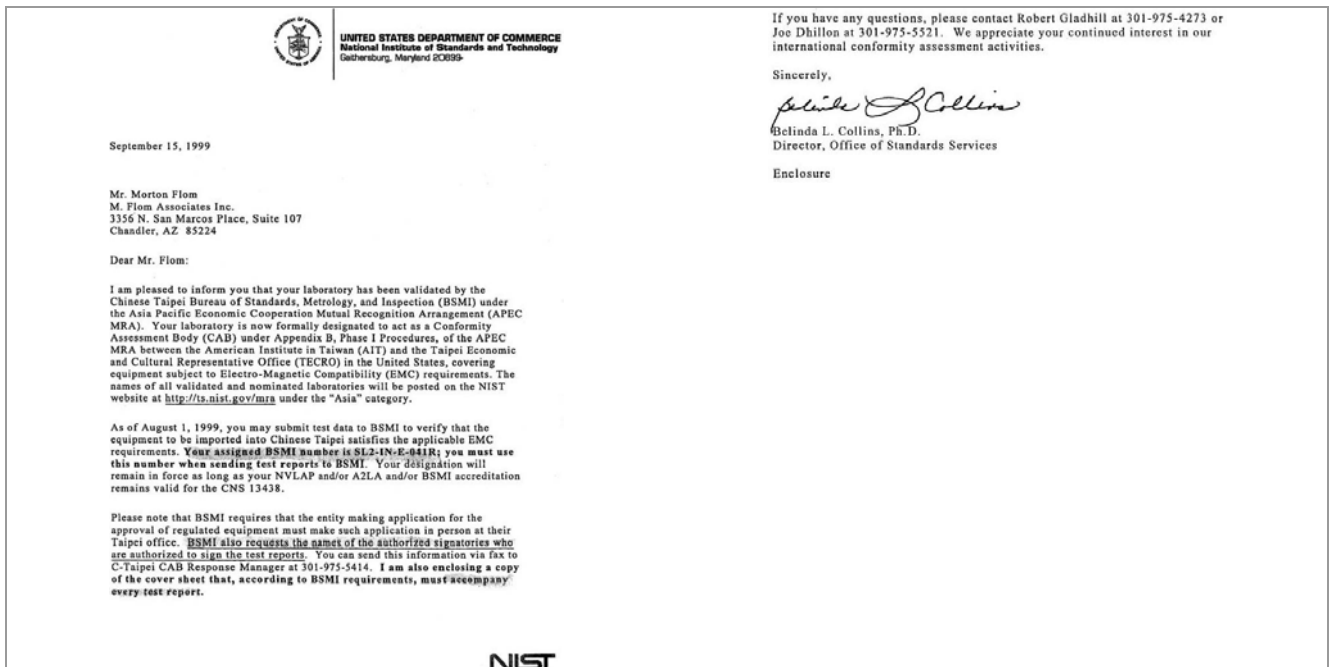 UNITED STATES DEPARTMENT OF COMMERCE
National Institute of Standards and Technology
Gaithersburg, Maryland 20899-
September 15, 1999
Mr. Morton Flom
M. Flom Associates Inc.
3356 N. San Marcos Place, Suite 107
Chandler, AZ 85224
Dear Mr. Flom:
I am pleased to inform you that your laboratory has been validated by the
Chinese Taipei Bureau of Standards, Metrology, and Inspection (BSMI) under
the Asia Pacific Economic Cooperation Mutual Recognition Arrangement (APEC
MRA). Your laboratory is now formally designated to act as a Conformity
Assessment Body (CAB) under Appendix B, Phase I Procedures, of the APEC
MRA between the American Institute in Taiwan (AIT) and the Taipei Economic
and Cultural Representative Office (TECRO) in the United States, covering
equipment subject to Electro-Magnetic Compatibility (EMC) requirements. The
names of all validated and nominated laboratories will be posted on the NIST
website at http://ts.nist.gov/mra under the "Asia" category.
As of August 1, 1999, you may submit test data to BSMI to verify that the
equipment to be imported into Chinese Taipei satisfies the applicable EMC
requirements. Your assigned BSMI number is SL2-IN-E-041R; you must use
this number when sending test reports to BSMI. Your designation will
remain in force as long as your NVLAP and/or A2LA and/or BSMI accreditation
remains valid for the CNS 13438.
Please note that BSMI requires that the entity making application for the
approval of regulated equipment must make such application in person at their
Taipei office. BSMI also requests the names of the authorized signatories who
are authorized to sign the test reports. You can send this information via fax to
C-Taipei CAB Response Manager at 301-975-5414. I am also enclosing a copy
of the cover sheet that, according to BSMI requirements, must accompany
every test report.
NIST
If you have any questions, please contact Robert Gladhill at 301-975-4273 or
Joe Dhillon at 301-975-5521. We appreciate your continued interest in our
international conformity assessment activities.
Sincerely,
Belinda L Collins
Belinda L. Collins, Ph.D.
Director, Office of Standards Services
Enclosure